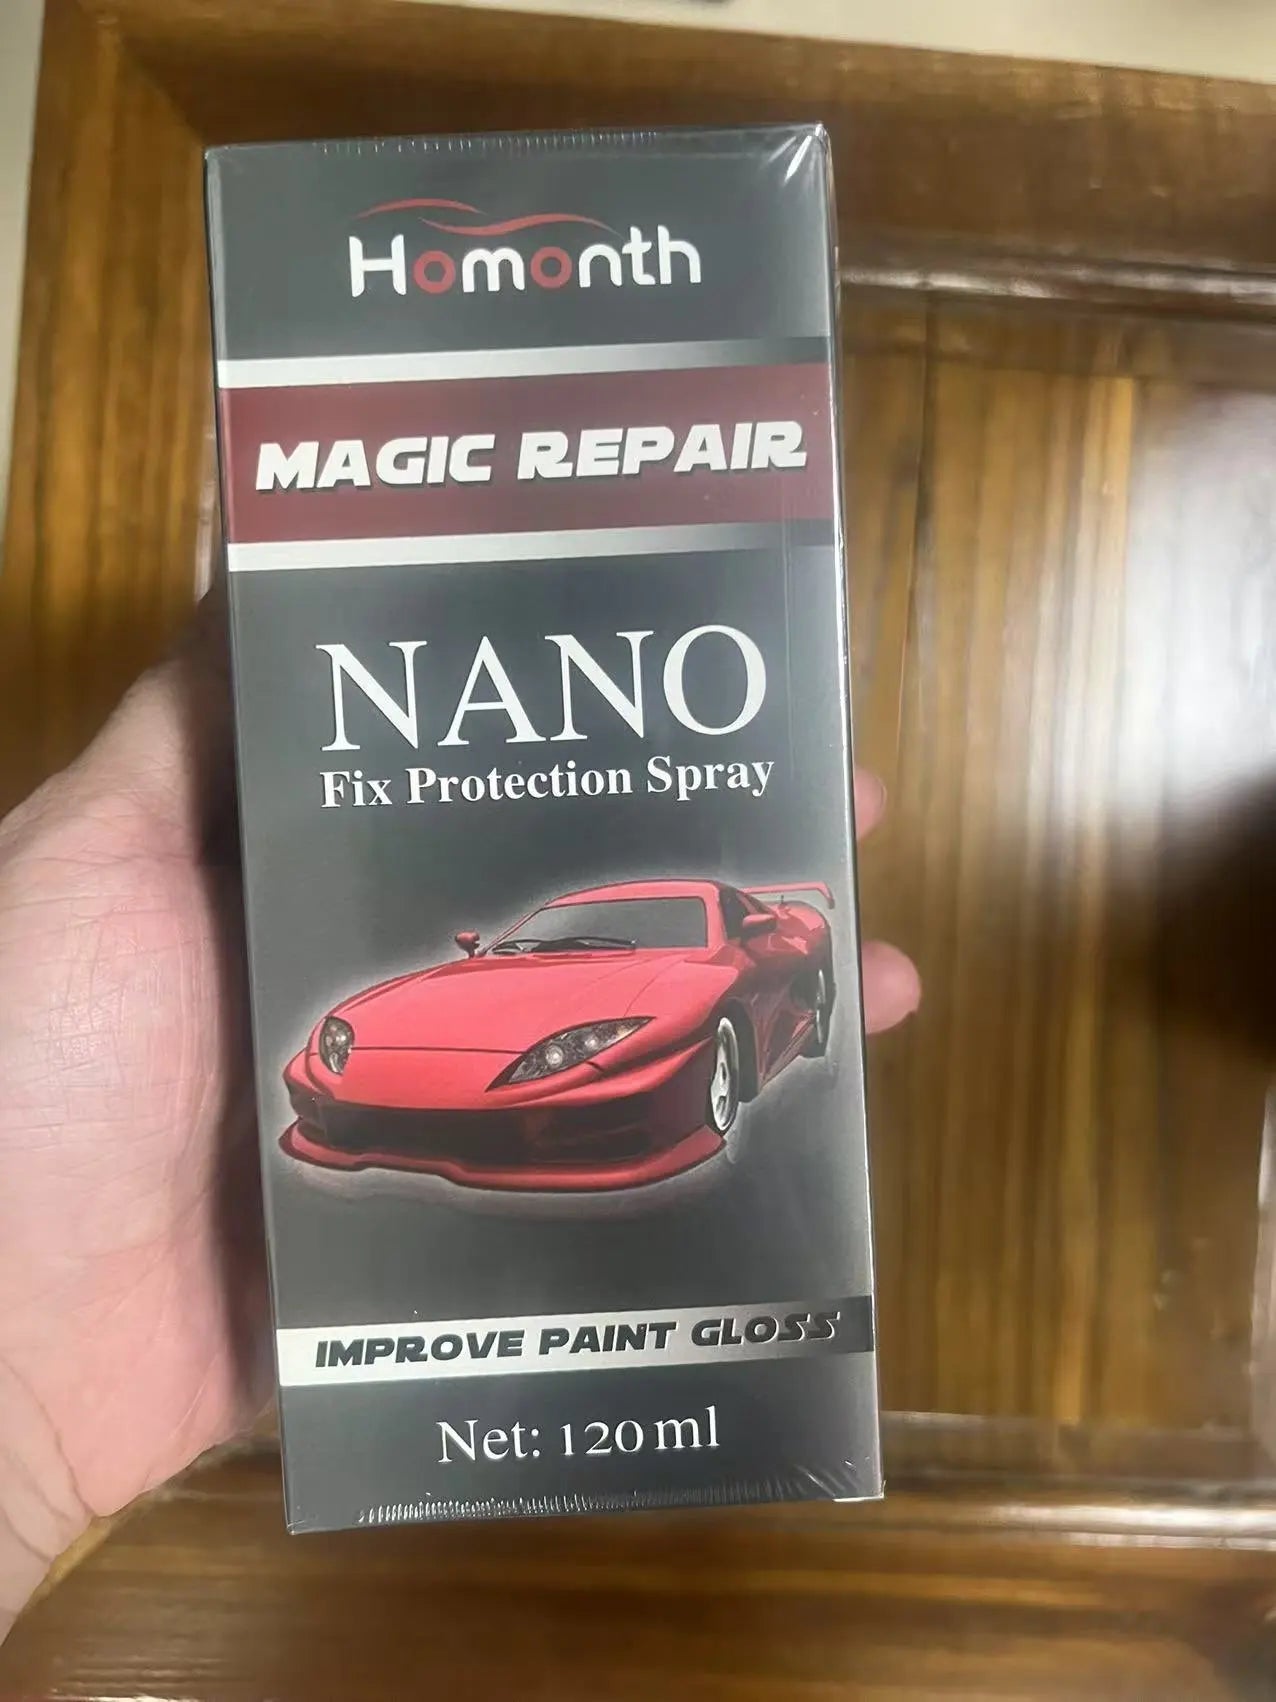 Homonth
MAGIC REPAIR
NANO
Fix Protection Spray
IMPROVE PAINT GLOSS
Net: 120ml